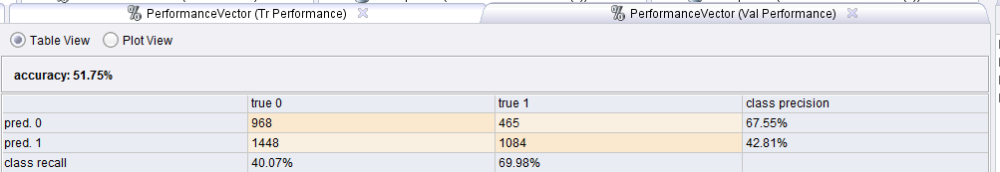 PerformanceVector (Tr Performance) PerformanceVector (Val Performance)
Table View Plot View
accuracy: 51.75%
true 0 true 1 class precision
pred. 0 968 465 67.55%
pred. 1 1448 1084 42.81%
class recall 40.07% 69.98%